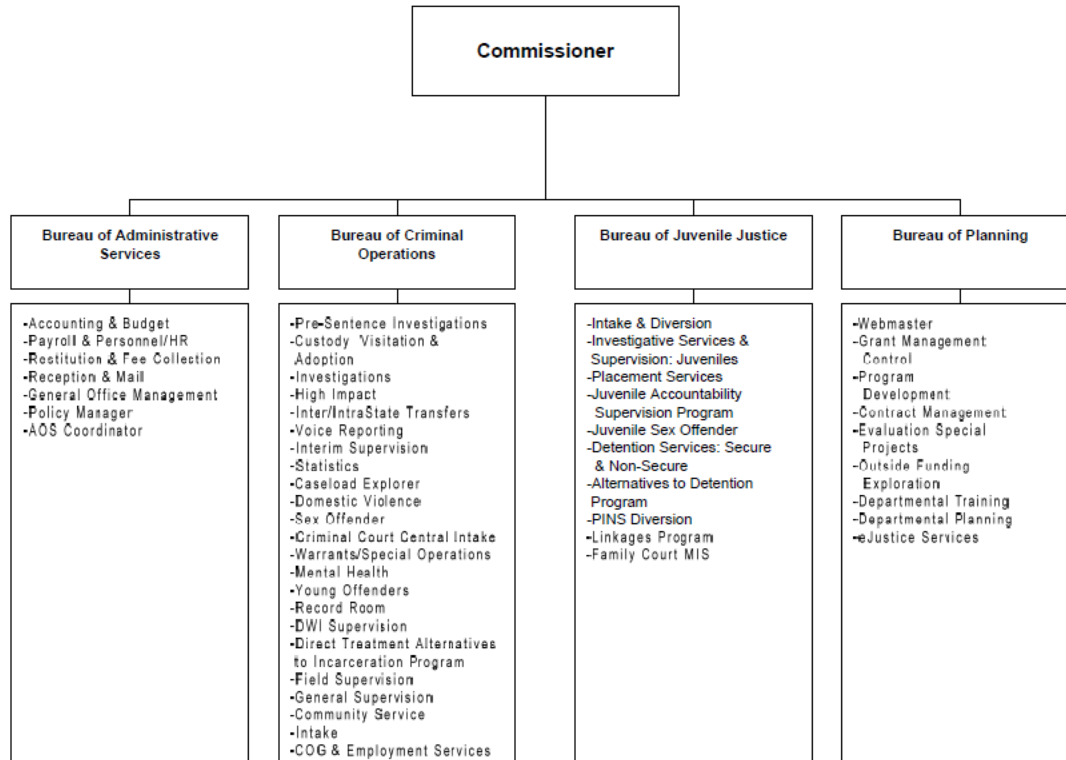 Commissioner
Bureau of Administrative
Services
-Accounting & Budget
-Payroll & Personnel/HR
-Restitution & Fee Collection
-Reception & Mail
-General Office Management
-Policy Manager
-AOS Coordinator
Bureau of Criminal
Operations
-Pre-Sentence Investigations
-Custody Visitation &
Adoption
-Investigations
-High Impact
-Inter/IntraState Transfers
-Voice Reporting
-Interim Supervision
-Statistics
-Caseload Explorer
-Domestic Violence
-Sex Offender
-Criminal Court Central Intake
-Warrants/Special Operations
-Mental Health
-Young Offenders
-Record Room
-DWI Supervision
-Direct Treatment Alternatives
to Incarceration Program
-Field Supervision
-General Supervision
-Community Service
-Intake
-COG & Employment Services
Bureau of Juvenile Justice
-Intake & Diversion
-Investigative Services &
Supervision: Juveniles
-Placement Services
-Juvenile Accountability
Supervision Program
-Juvenile Sex Offender
-Detention Services: Secure
& Non-Secure
-Alternatives to Detention
Program
-PINS Diversion
-Linkages Program
-Family Court MIS
Bureau of Planning
-Webmaster
-Grant Management
Control
-Program
Development
-Contract Management
-Evaluation Special
Projects
-Outside Funding
Exploration
-Departmental Training
-Departmental Planning
-eJustice Services